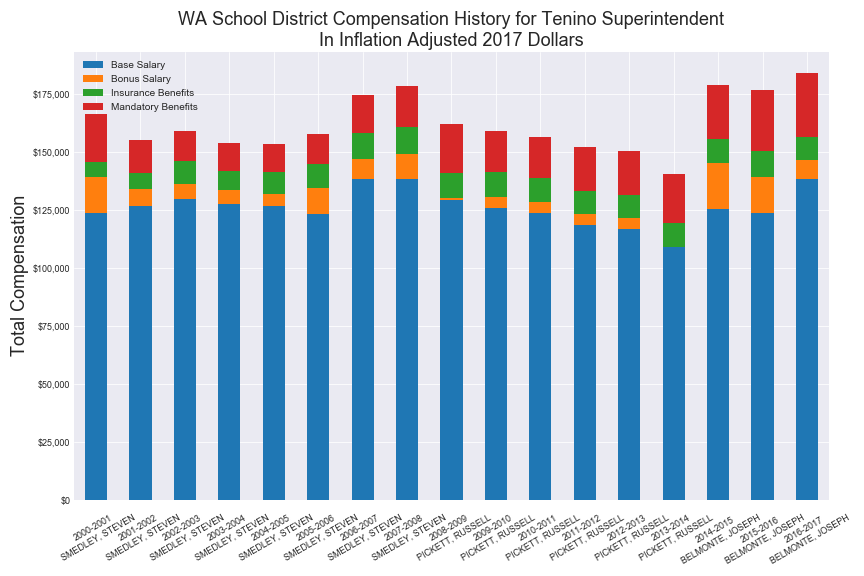 WA School District Compensation History for Tenino Superintendent
In Inflation Adjusted 2017 Dollars
Base Salary
Bonus Salary
Insurance Benefits
Mandatory Benefits
Total Compensation
$175,000
$150,000
$125,000
$100,000
$75,000
$50,000
$25,000
$0
2000-2001
SMEDLEY, STEVEN
2001-2002
SMEDLEY, STEVEN
2002-2003
SMEDLEY, STEVEN
2003-2004
SMEDLEY, STEVEN
2004-2005
SMEDLEY, STEVEN
2005-2006
SMEDLEY, STEVEN
2006-2007
SMEDLEY, STEVEN
2007-2008
SMEDLEY, STEVEN
2008-2009
PICKETT, RUSSELL
2009-2010
PICKETT, RUSSELL
2010-2011
PICKETT, RUSSELL
2011-2012
PICKETT, RUSSELL
2012-2013
PICKETT, RUSSELL
2013-2014
PICKETT, RUSSELL
2014-2015
BELMONTE, JOSEPH
2015-2016
BELMONTE, JOSEPH
2016-2017
BELMONTE, JOSEPH